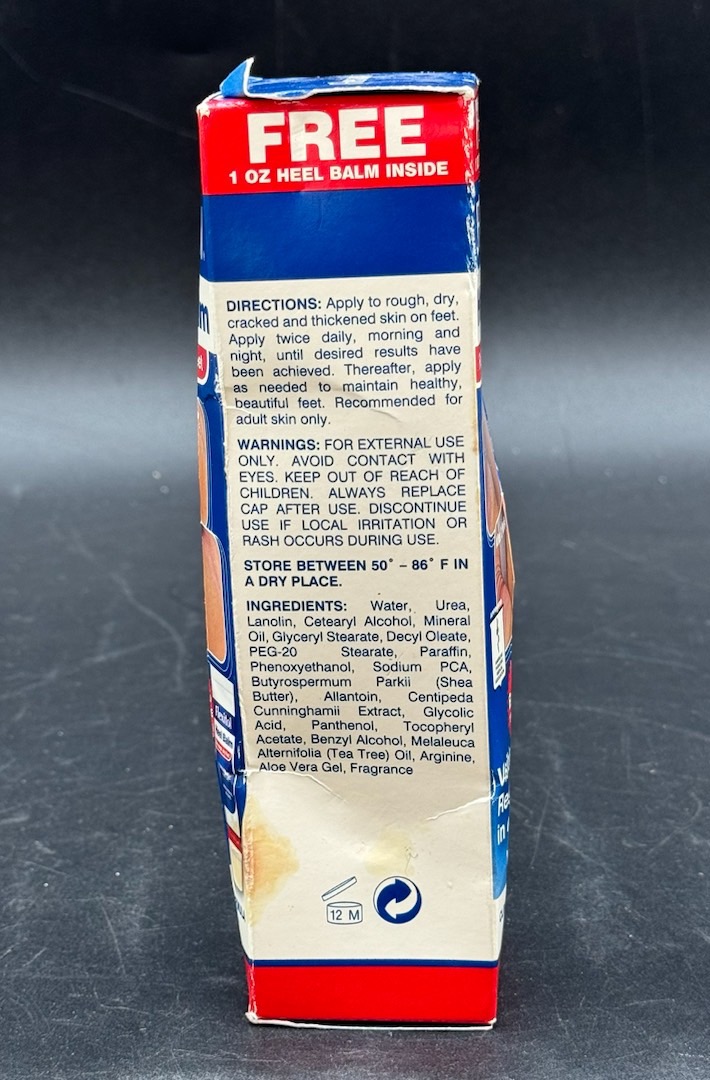 FREE
1 OZ HEEL BALM INSIDE
DIRECTIONS: Apply to rough, dry,
cracked and thickened skin on feet.
Apply twice daily, morning and
night, until desired results have
been achieved. Thereafter, apply
as needed to maintain healthy,
beautiful feet. Recommended for
adult skin only.
WARNINGS: FOR EXTERNAL USE
ONLY. AVOID CONTACT WITH
EYES. KEEP OUT OF REACH OF
CHILDREN. ALWAYS REPLACE
CAP AFTER USE. DISCONTINUE
USE IF LOCAL IRRITATION OR
RASH OCCURS DURING USE.
STORE BETWEEN 50° – 86° F IN
A DRY PLACE.
INGREDIENTS: Water, Urea,
Lanolin, Cetearyl Alcohol, Mineral
Oil, Glyceryl Stearate, Decyl Oleate,
PEG-20 Stearate, Paraffin,
Phenoxyethanol, Sodium PCA,
Butyrospermum Parkii (Shea
Butter), Allantoin, Centipeda
Cunninghamii Extract, Glycolic
Acid, Panthenol, Tocopheryl
Acetate, Benzyl Alcohol, Melaleuca
Alternifolia (Tea Tree) Oil, Arginine,
Aloe Vera Gel, Fragrance
12 M